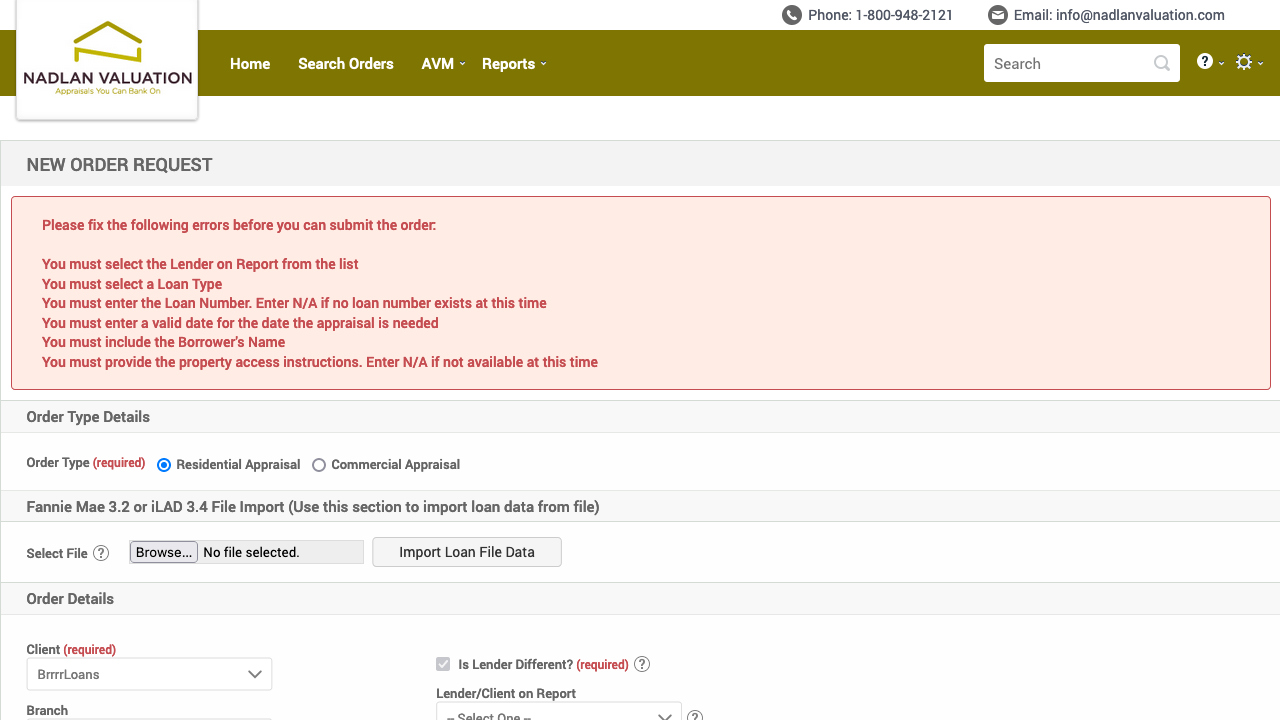 Phone: 1-800-948-2121
Email: info@nadlanvaluation.com
NADLAN VALUATION
Appraisals You Can Bank On
Home
Search Orders
AVM
Reports
Search
?
NEW ORDER REQUEST
Please fix the following errors before you can submit the order:
You must select the Lender on Report from the list
You must select a Loan Type
You must enter the Loan Number. Enter N/A if no loan number exists at this time
You must enter a valid date for the date the appraisal is needed
You must include the Borrower's Name
You must provide the property access instructions. Enter N/A if not available at this time
Order Type Details
Order Type (required)
Residential Appraisal
Commercial Appraisal
Fannie Mae 3.2 or iLAD 3.4 File Import (Use this section to import loan data from file)
Select File ?
Browse... No file selected.
Import Loan File Data
Order Details
Client (required)
BrrrrLoans
Is Lender Different? (required) ?
Lender/Client on Report
-- Select One -- ?
Branch